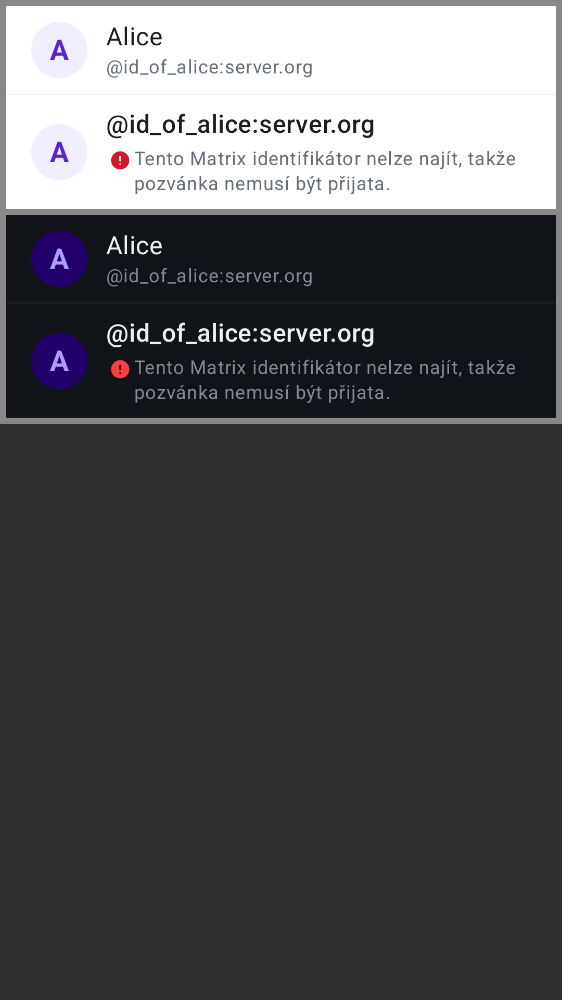 A
Alice
@id_of_alice:server.org
A
@id_of_alice:server.org
Tento Matrix identifikátor nelze najít, takže
pozvánka nemusí být přijata.
A
Alice
@id_of_alice:server.org
A
@id_of_alice:server.org
Tento Matrix identifikátor nelze najít, takže
pozvánka nemusí být přijata.